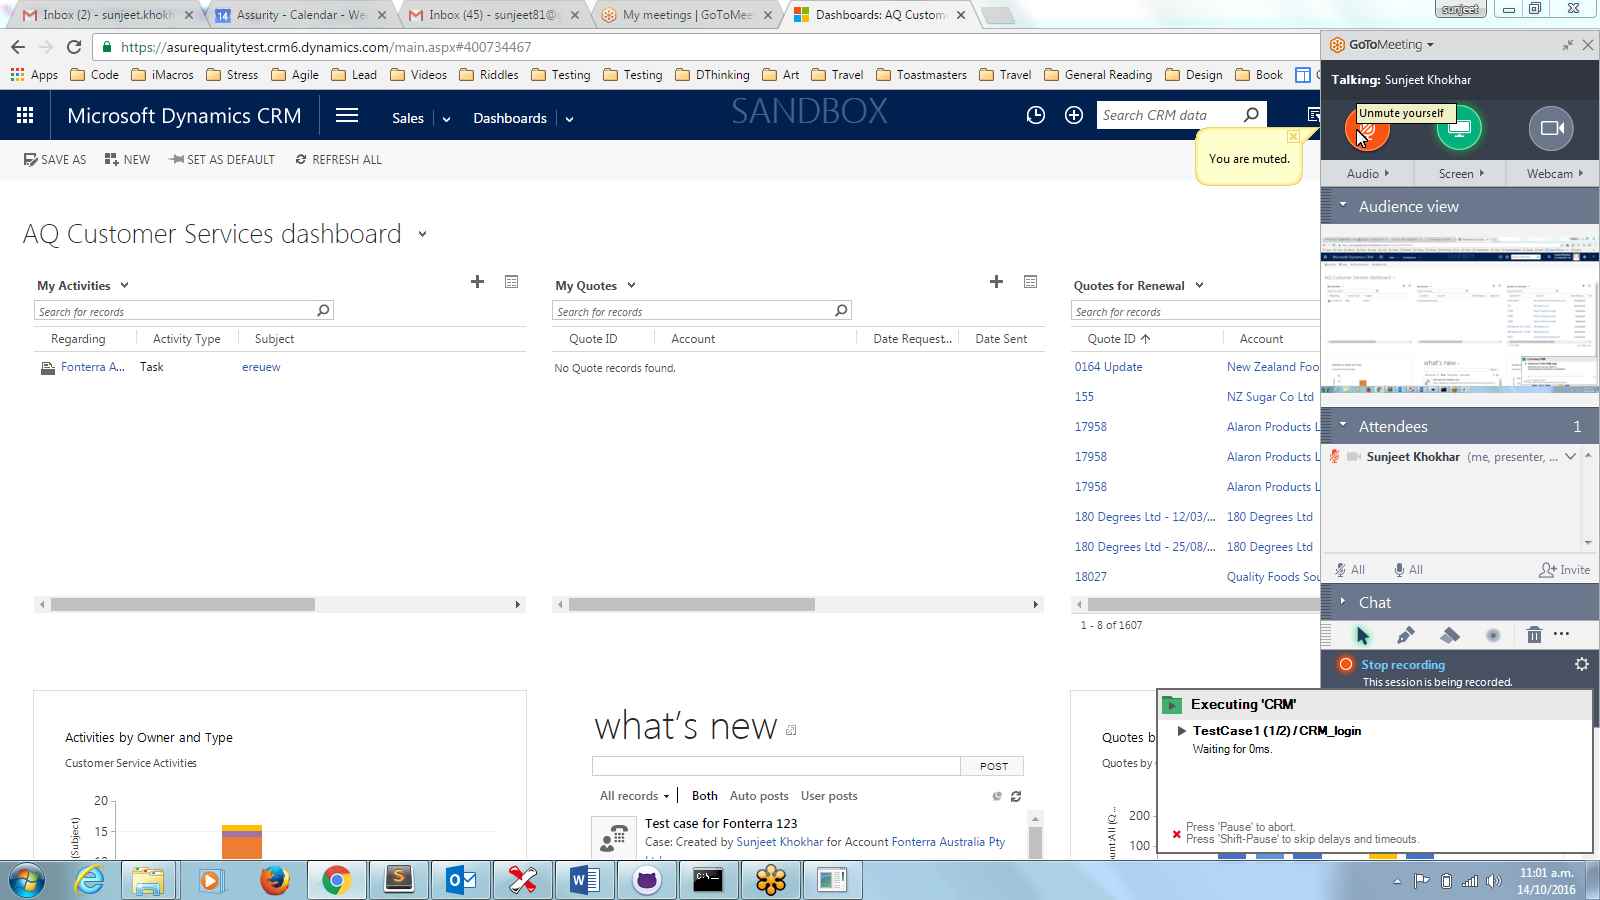 Inbox (2) - sunjeet.khokh
Assurity - Calendar - We
Inbox (45) - sunjeet81@
My meetings | GoToMee
Dashboards: AQ Custom
sunjeet
https://asurequalitytest.crm6.dynamics.com/main.aspx#400734467
Apps
Code
iMacros
Stress
Agile
Lead
Videos
Riddles
Testing
Testing
DThinking
Art
Travel
Toastmasters
Travel
General Reading
Design
Book
Microsoft Dynamics CRM
Sales
Dashboards
SANDBOX
Search CRM data
SAVE AS
NEW
SET AS DEFAULT
REFRESH ALL
You are muted.
AQ Customer Services dashboard
My Activities
Search for records
Regarding
Activity Type
Subject
Fonterra A...
Task
ereuew
My Quotes
Search for records
Quote ID
Account
Date Request...
Date Sent
No Quote records found.
Quotes for Renewal
Search for records
Quote ID
Account
0164 Update
New Zealand Foo
155
NZ Sugar Co Ltd
17958
Alaron Products L
17958
Alaron Products L
17958
Alaron Products L
180 Degrees Ltd - 12/03/...
180 Degrees Ltd
180 Degrees Ltd - 25/08/...
180 Degrees Ltd
18027
Quality Foods Sou
1 - 8 of 1607
Activities by Owner and Type
Customer Service Activities
20
15
10
(Subject)
what's new
POST
All records
Both
Auto posts
User posts
Test case for Fonterra 123
Case: Created by Sunjeet Khokhar for Account Fonterra Australia Pty
Quotes b
Quotes by
200
100
GoToMeeting
Talking: Sunjeet Khokhar
Unmute yourself
Audio
Screen
Webcam
Audience view
what's new
Attendees
1
Sunjeet Khokhar (me, presenter, ...
All
All
Invite
Chat
Stop recording
This session is being recorded.
Executing 'CRM'
TestCase1 (1/2) / CRM_login
Waiting for 0ms.
Press 'Pause' to abort.
Press 'Shift-Pause' to skip delays and timeouts.
11:01 a.m.
14/10/2016